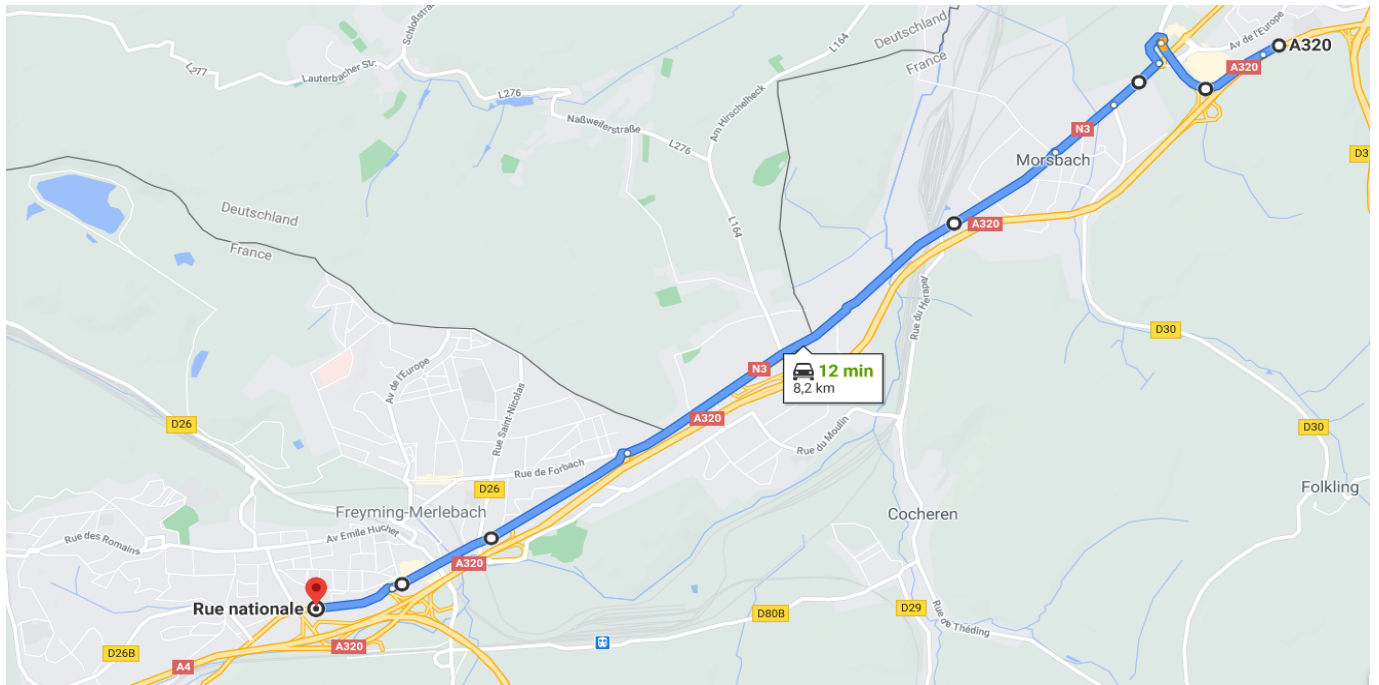 Schloßstraße
L164
Deutschland
France
Av de l'Europe
A320
A320
L277
Lauterbacher Str.
L276
Naßweilerstraße
L276
Am Hirschelheck
N3
Morsbach
L164
A320
Deutschland
France
Rue du Herapel
D30
12 min
8,2 km
N3
Av de l'Europe
Rue Saint-Nicolas
A320
D26
Rue du Moulin
D30
Rue de Forbach
D26
Folkling
Freyming-Merlebach
Cocheren
Av Emile Huchet
Rue des Romains
A320
Rue nationale
D80B
D29
Rue de Théding
A320
D26B
A4